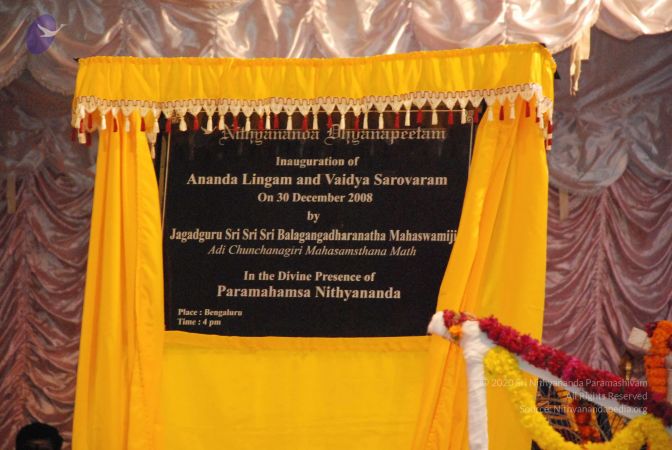 Nithyananda Dhyanapeetam
Inauguration of
Ananda Lingam and Vaidya Sarovaram
On 30 December 2008
by
Jagadguru Sri Sri Sri Balagangadharanatha Mahaswamiji
Adi Chunchanagiri Mahasamsthana Math
In the Divine Presence of
Paramahamsa Nithyananda
Place : Bengaluru
Time : 4 pm
© 2020 Sri Nithyananda Paramashivam
All Rights Reserved
Source: Nithyanandapedia.org